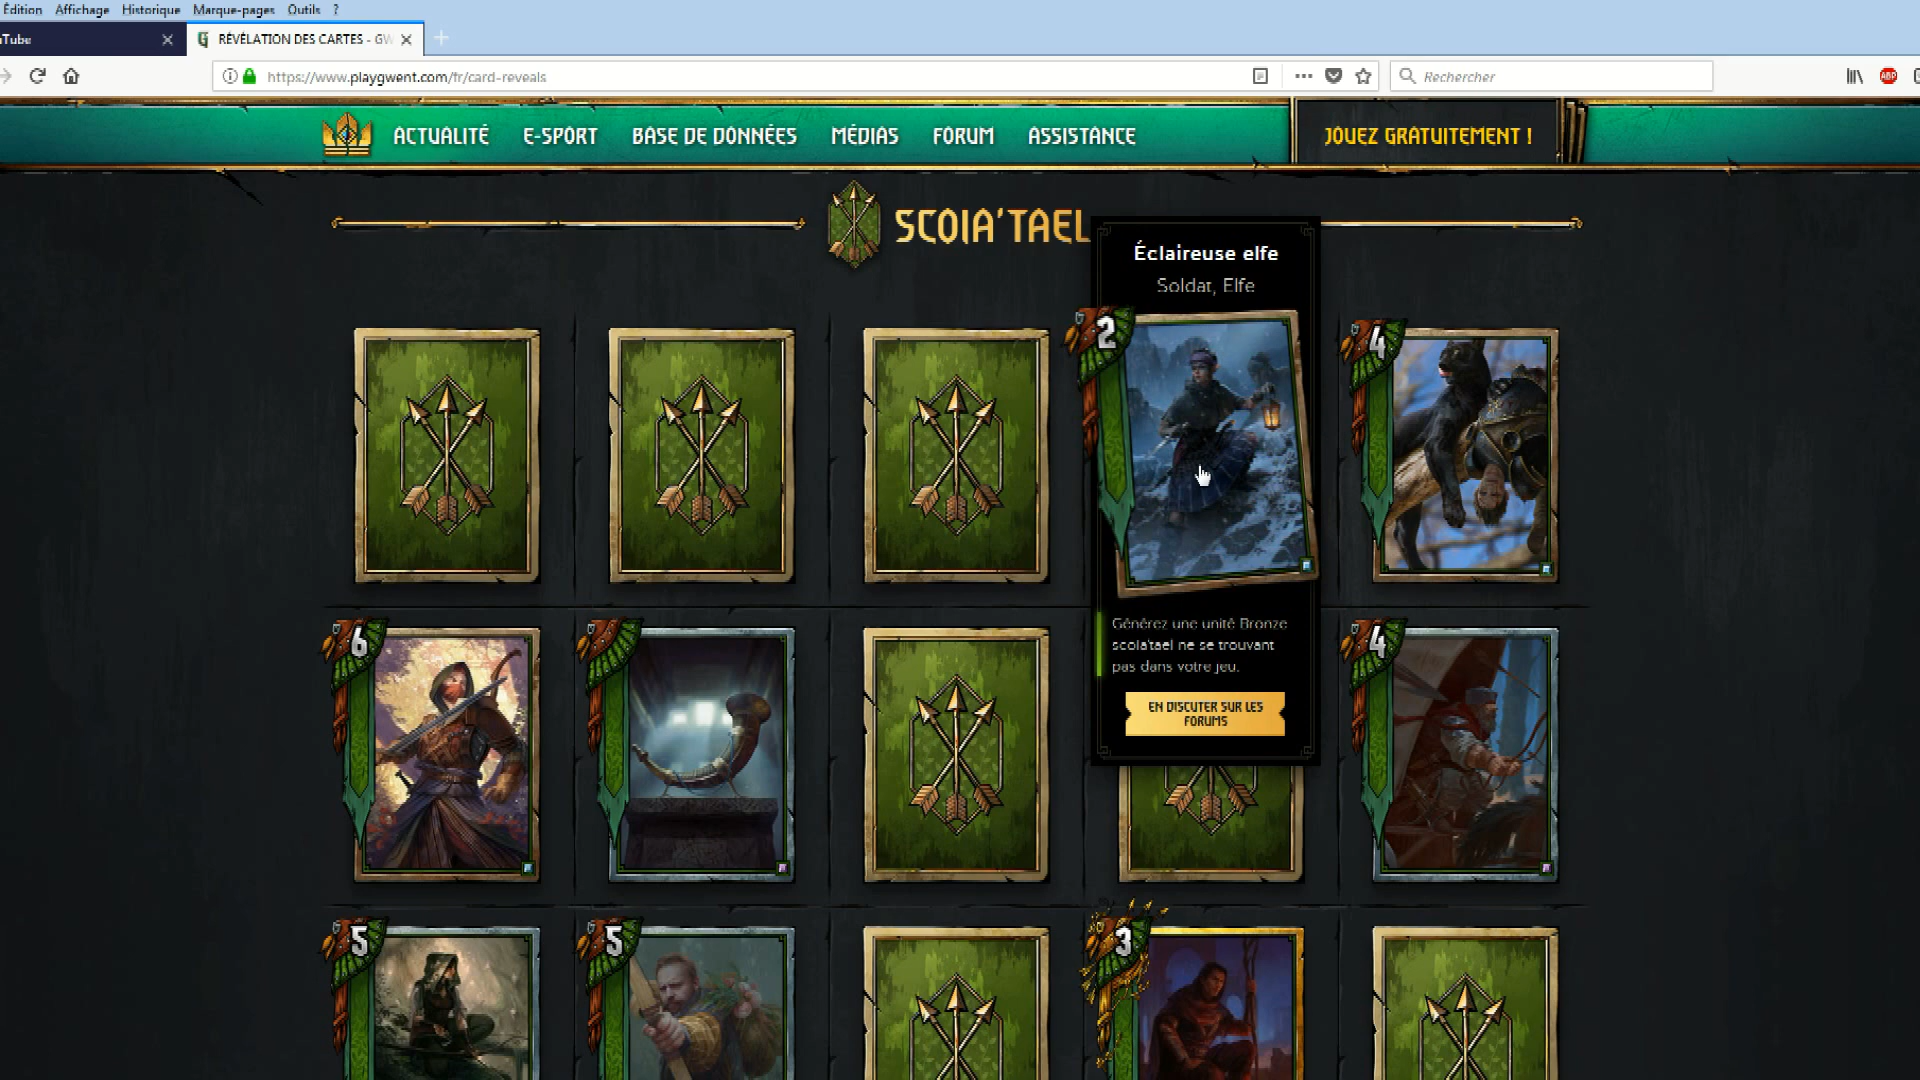 Édition Affichage Historique Marque-pages Outils ?
uTube
RÉVÉLATION DES CARTES - GW
https://www.playgwent.com/fr/card-reveals
Rechercher
ABP
ACTUALITÉ E-SPORT BASE DE DONNÉES MÉDIAS FORUM ASSISTANCE
JOUEZ GRATUITEMENT !
SCOIA'TAEL
Éclaireuse elfe
Soldat, Elfe
2
4
Générez une unité Bronze
scoia'tael ne se trouvant
pas dans votre jeu.
EN DISCUTER SUR LES
FORUMS
6
4
5
5
3